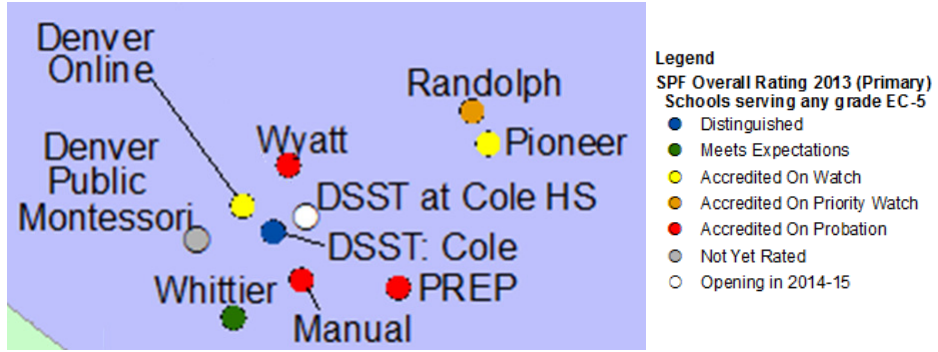 Denver
Online
Randolph
Wyatt
Pioneer
Denver
Public
Montessori
DSST at Cole HS
DSST: Cole
Whittier
PREP
Manual
Legend
SPF Overall Rating 2013 (Primary)
Schools serving any grade EC-5
Distinguished
Meets Expectations
Accredited On Watch
Accredited On Priority Watch
Accredited On Probation
Not Yet Rated
Opening in 2014-15